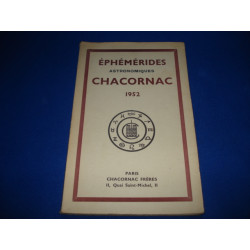 ÉPHÉMÉRIDES
ASTRONOMIQUES
CHACORNAC
1952
PARIS
CHACORNAC FRÈRES
11, Quai Saint-Michel, 11